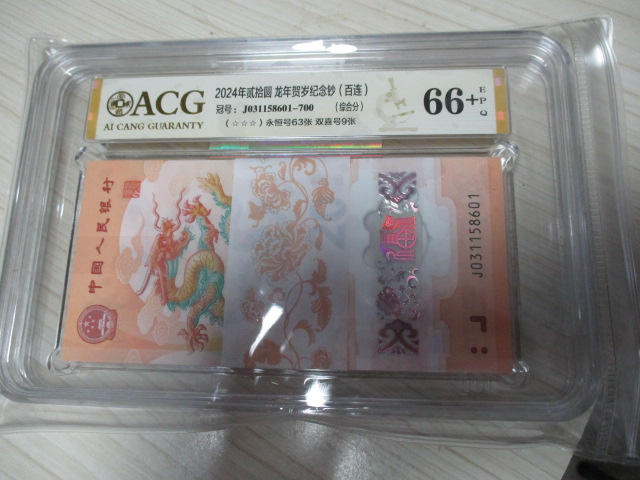 ACG
AI CANG GUARANTY
2024年贰拾圆 龙年贺岁纪念钞（百连）
冠号：J031158601-700 （综合分）
（☆☆☆）永恒号63张 双喜号9张
66+
EPQ
中国人民银行
J031158601